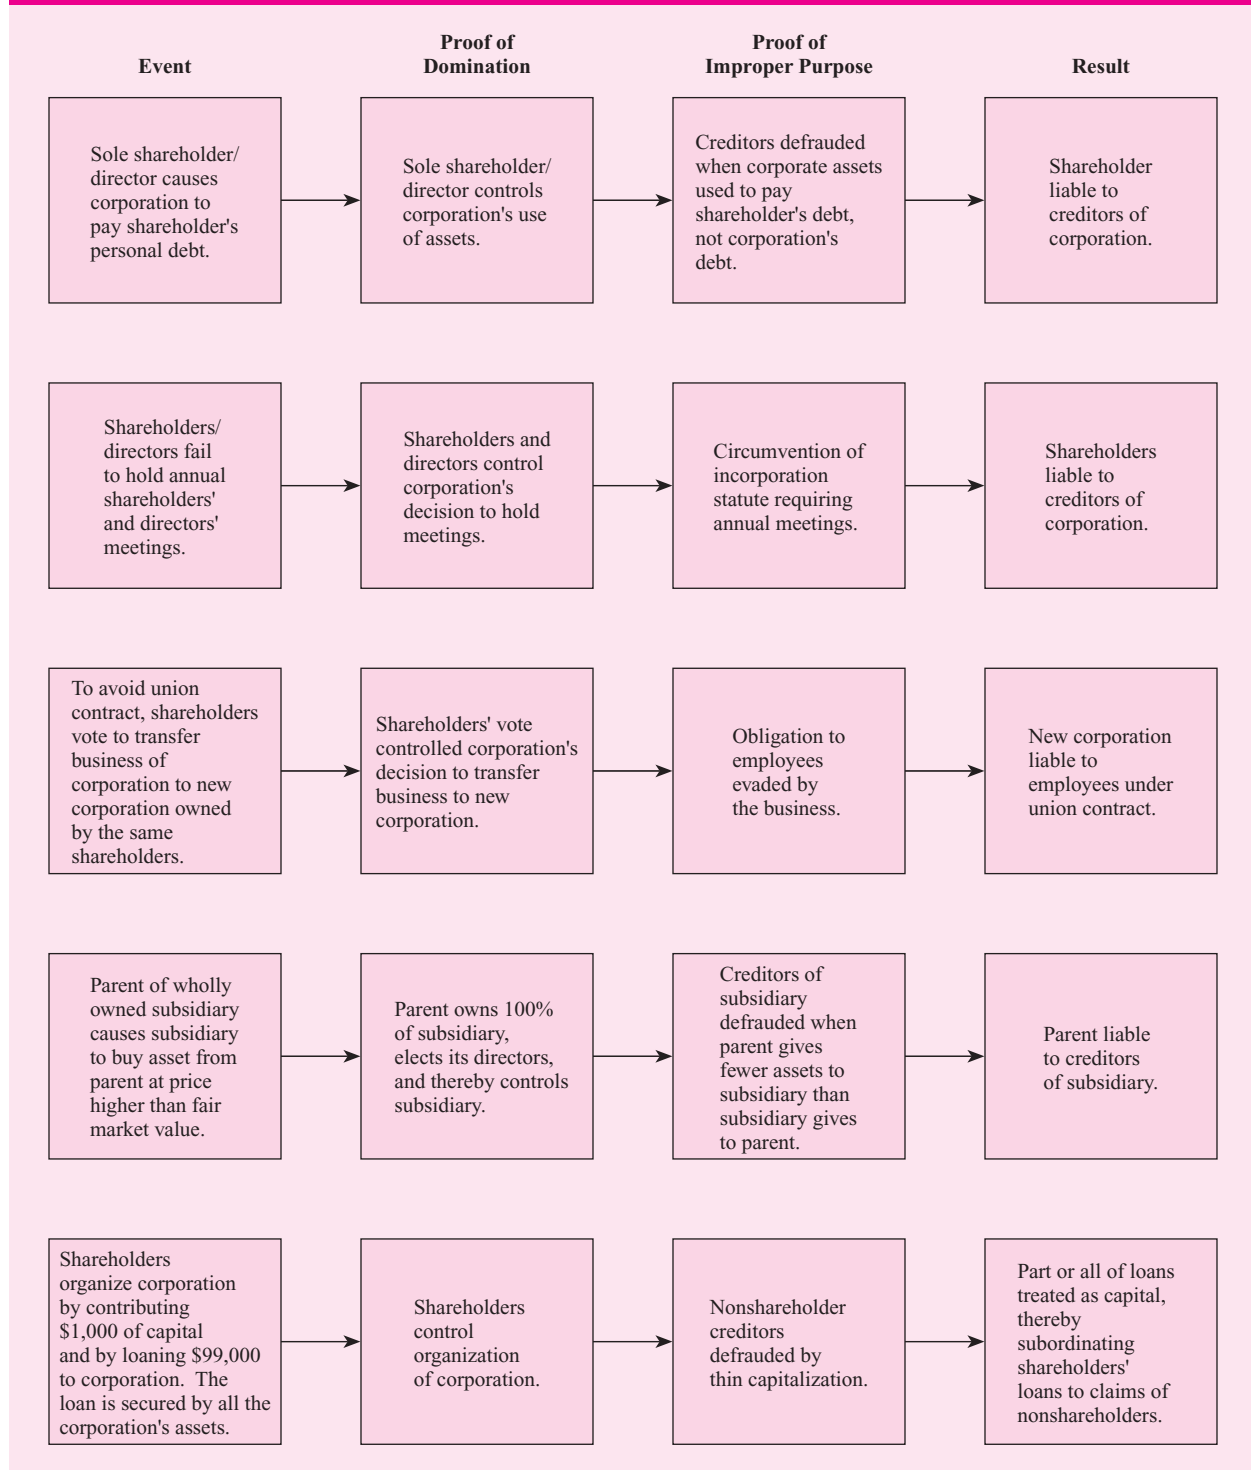 Event
Proof of
Domination
Proof of
Improper Purpose
Result
Sole shareholder/
director causes
corporation to
pay shareholder's
personal debt.
Sole shareholder/
director controls
corporation's use
of assets.
Creditors defrauded
when corporate assets
used to pay
shareholder's debt,
not corporation's
debt.
Shareholder
liable to
creditors of
corporation.
Shareholders/
directors fail
to hold annual
shareholders'
and directors'
meetings.
Shareholders and
directors control
corporation's
decision to hold
meetings.
Circumvention of
incorporation
statute requiring
annual meetings.
Shareholders
liable to
creditors of
corporation.
To avoid union
contract, shareholders
vote to transfer
business of
corporation to new
corporation owned
by the same
shareholders.
Shareholders' vote
controlled corporation's
decision to transfer
business to new
corporation.
Obligation to
employees
evaded by
the business.
New corporation
liable to
employees under
union contract.
Parent of wholly
owned subsidiary
causes subsidiary
to buy asset from
parent at price
higher than fair
market value.
Parent owns 100%
of subsidiary,
elects its directors,
and thereby controls
subsidiary.
Creditors of
subsidiary
defrauded when
parent gives
fewer assets to
subsidiary than
subsidiary gives
to parent.
Parent liable
to creditors
of subsidiary.
Shareholders
organize corporation
by contributing
$1,000 of capital
and by loaning $99,000
to corporation. The
loan is secured by all the
corporation's assets.
Shareholders
control
organization
of corporation.
Nonshareholder
creditors
defrauded by
thin capitalization.
Part or all of loans
treated as capital,
thereby
subordinating
shareholders'
loans to claims of
nonshareholders.